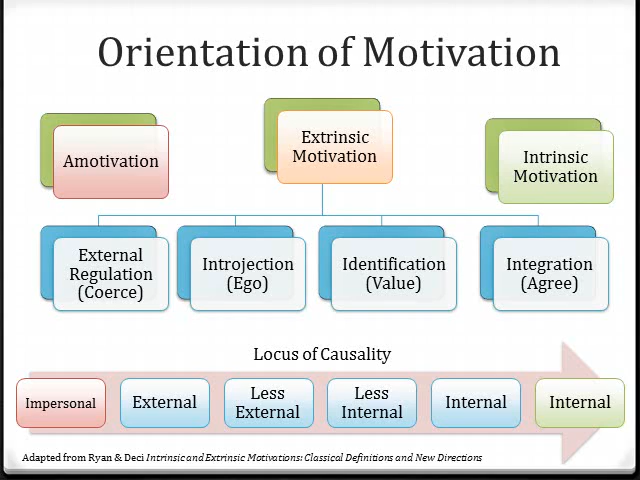 Orientation of Motivation
Amotivation
Extrinsic
Motivation
Intrinsic
Motivation
External
Regulation
(Coerce)
Introjection
(Ego)
Identification
(Value)
Integration
(Agree)
Locus of Causality
Impersonal
External
Less
External
Less
Internal
Internal
Internal
Adapted from Ryan & Deci Intrinsic and Extrinsic Motivations: Classical Definitions and New Directions